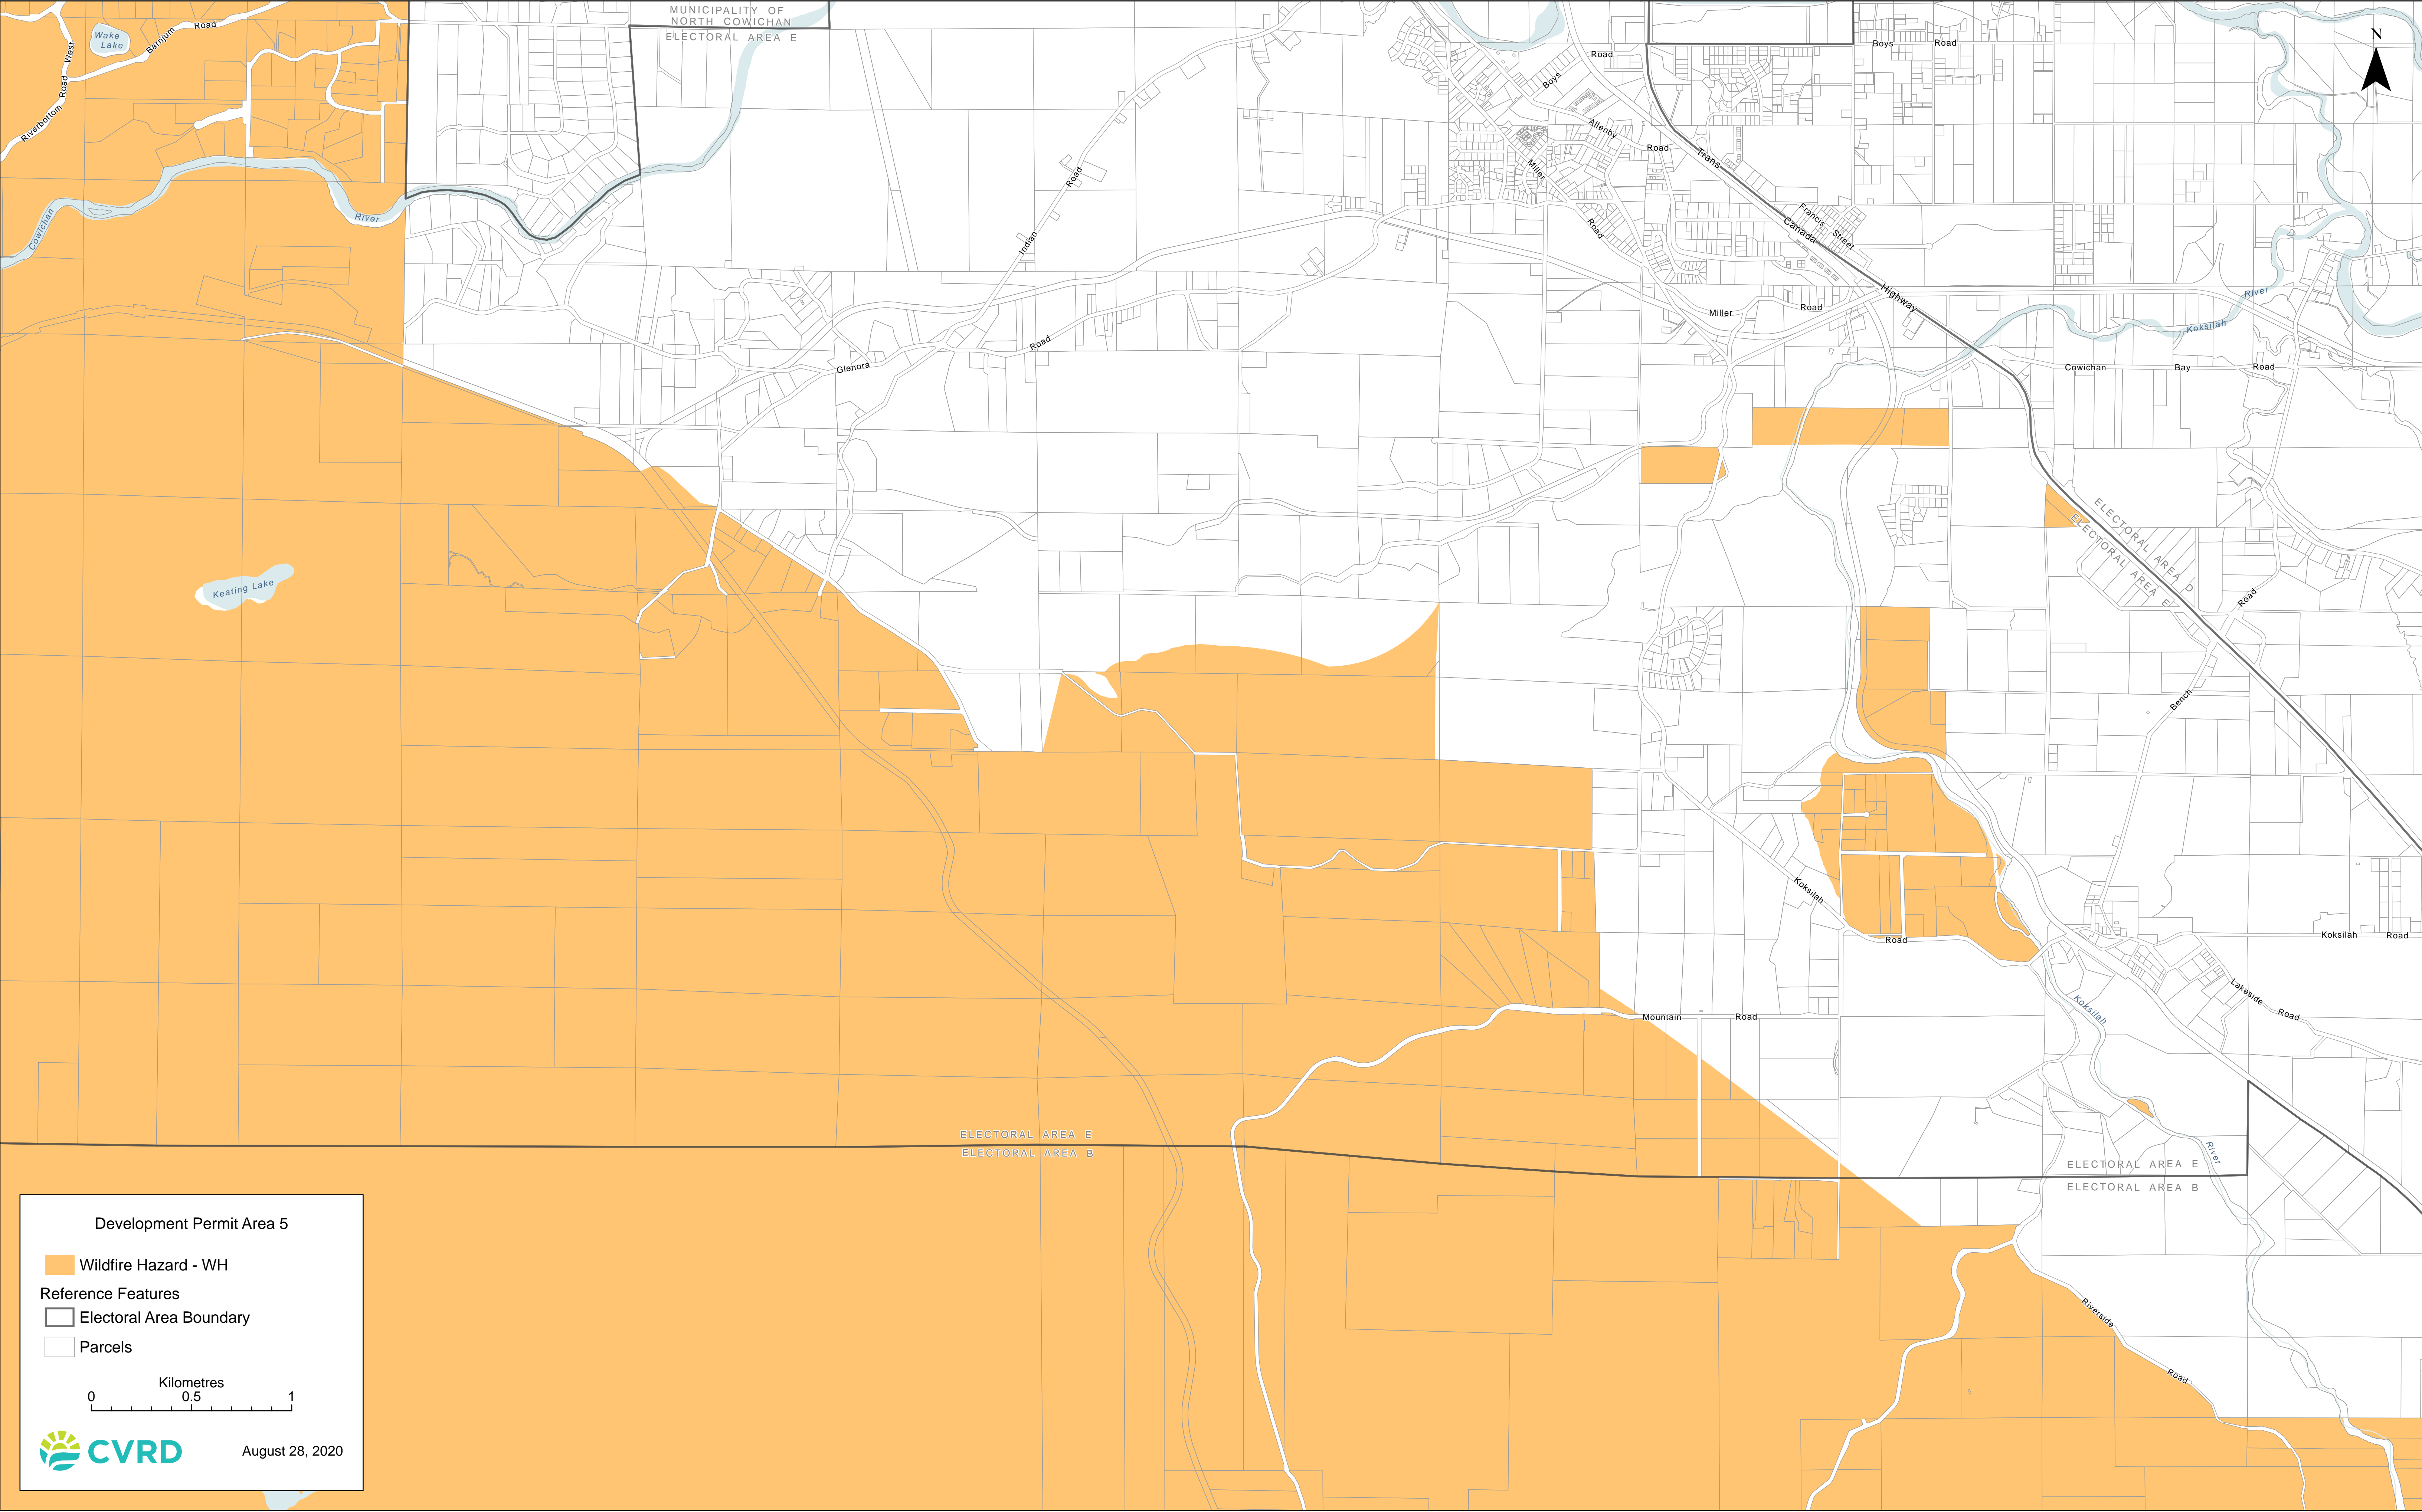 MUNICIPALITY OF
NORTH COWICHAN
ELECTORAL AREA E
Wake
Lake
Barnjum
Road
West
Road
Riverbottom
Cowichan
River
Boys
Road
Boys
Road
N
Allenby
Road
Miller
Road
Trans
Canada
Highway
Francis
Street
Indian
Road
Miller
Road
River
Koksilah
Glenora
Road
Cowichan
Bay
Road
ELECTORAL AREA D
ELECTORAL AREA E
Keating Lake
Road
Bench
Koksilah
Road
Koksilah
Road
Koksilah
River
Lakeside
Road
Mountain
Road
ELECTORAL AREA E
ELECTORAL AREA B
ELECTORAL AREA E
ELECTORAL AREA B
Riverside
Road
Development Permit Area 5
Wildfire Hazard - WH
Reference Features
Electoral Area Boundary
Parcels
Kilometres
0 0.5 1
CVRD
August 28, 2020